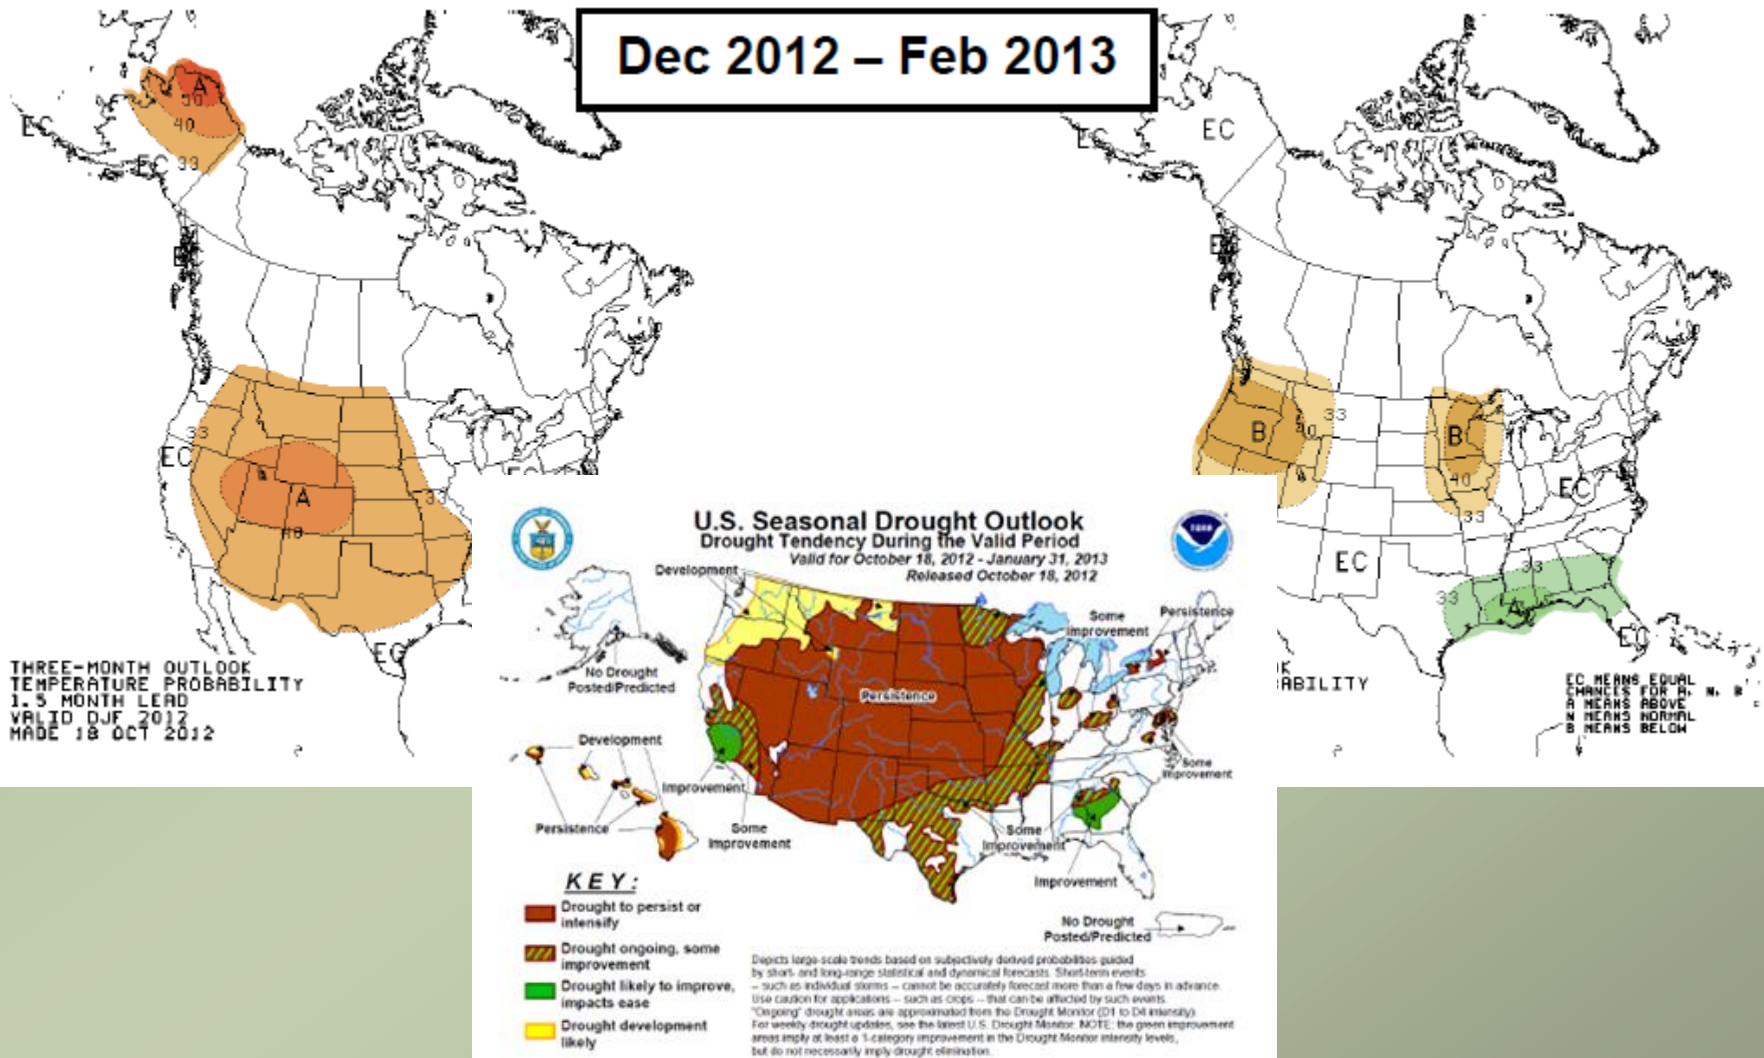 Dec 2012 – Feb 2013
A
50
40
33
EC
EC
33
EC
A
40
33
EC
EC
THREE-MONTH OUTLOOK
TEMPERATURE PROBABILITY
1.5 MONTH LEAD
VALID DJF 2012
MADE 18 OCT 2012
EC
EC
EC
33
B
40
B
40
33
EC
EC
33
33
A
EC
ABILITY
EC MEANS EQUAL
CHANCES FOR A, N, B
A MEANS ABOVE
N MEANS NORMAL
B MEANS BELOW
U.S. Seasonal Drought Outlook
Drought Tendency During the Valid Period
Valid for October 18, 2012 - January 31, 2013
Released October 18, 2012
Development
Some
Improvement
Persistence
No Drought
Posted/Predicted
Persistence
Development
Improvement
Some
Improvement
Persistence
Some
Improvement
Some
Improvement
Improvement
No Drought
Posted/Predicted
KEY:
Drought to persist or
intensify
Drought ongoing, some
improvement
Drought likely to improve,
impacts ease
Drought development
likely
Depicts large-scale trends based on subjectively derived probabilities guided
by short- and long-range statistical and dynamical forecasts. Short-term events
-- such as individual storms -- cannot be accurately forecast more than a few days in advance.
Use caution for applications -- such as crops -- that can be affected by such events.
"Ongoing" drought areas are approximated from the Drought Monitor (D1 to D4 intensity).
For weekly drought updates, see the latest U.S. Drought Monitor. NOTE: the green improvement
areas imply at least a 1-category improvement in the Drought Monitor intensity levels,
but do not necessarily imply drought elimination.